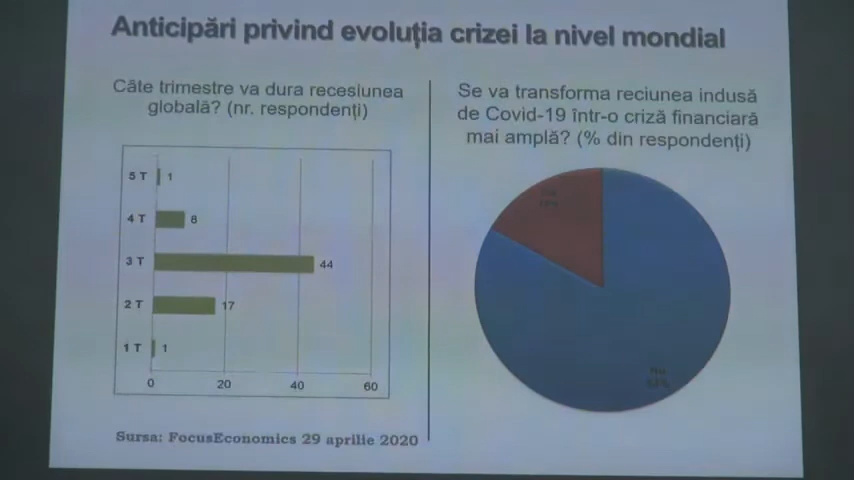 Anticipări privind evoluția crizei la nivel mondial
Câte trimestre va dura recesiunea
globală? (nr. respondenți)
5 T 1
4 T 8
3 T 44
2 T 17
1 T 1
0 20 40 60
Sursa: FocusEconomics 29 aprilie 2020
Se va transforma reciunea indusă
de Covid-19 într-o criză financiară
mai amplă? (% din respondenți)
Nu